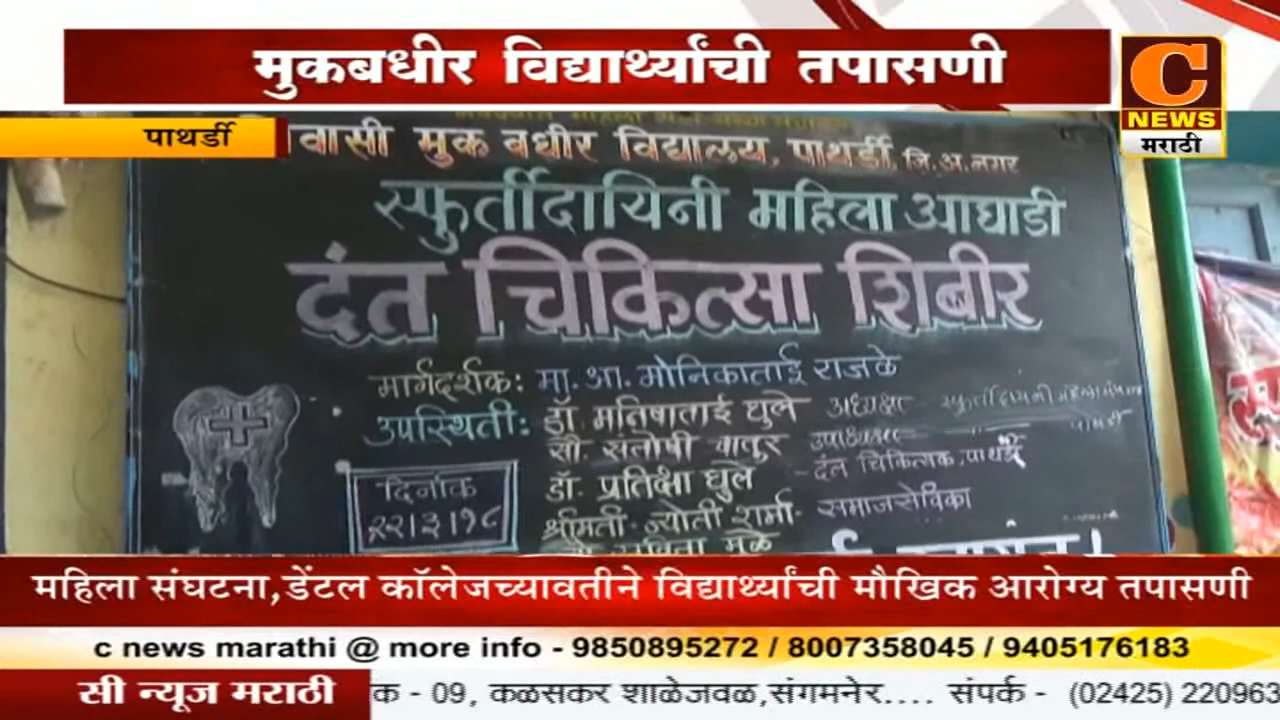 मुकबधीर विद्यार्थ्यांची तपासणी
C
NEWS
मराठी
पाथर्डी
वासी मुक बधीर विद्यालय, पाथर्डी, जि.अ.नगर
स्फुर्तीदायिनी महिला आघाडी
दंत चिकित्सा शिबीर
मार्गदर्शक: मा. आ. मोनिकाताई राजळे
उपस्थिती: डॉ. मनिषाताई घुले अध्यक्षा
सौ. संतोषी उपाध्यक्षा
डॉ. प्रतिक्षा घुले - दंत चिकित्सक, पाथर्डी
श्रीमती. ज्योती शर्मा- समाजसेविका
दिनांक
२२।३।१८
महिला संघटना,डेंटल कॉलेजच्यावतीने विद्यार्थ्यांची मौखिक आरोग्य तपासणी
c news marathi @ more info - 9850895272 / 8007358045 / 9405176183
सी न्यूज मराठी
क - 09, कळसकर शाळेजवळ,संगमनेर.... संपर्क - (02425) 220963